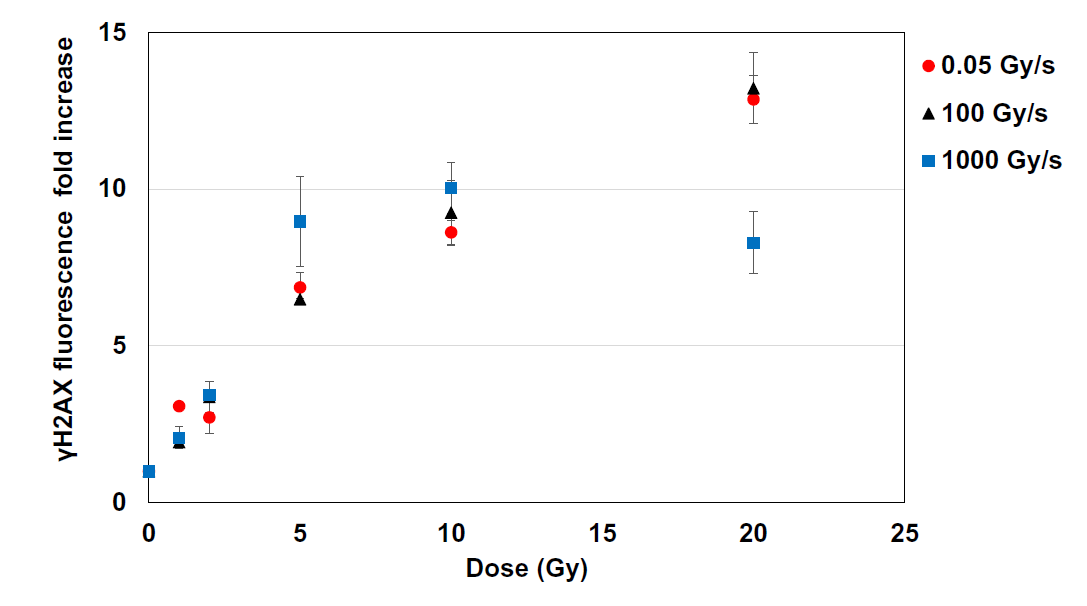 γH2AX fluorescence fold increase
15
10
5
0
0 5 10 15 20 25
Dose (Gy)
0.05 Gy/s
100 Gy/s
1000 Gy/s